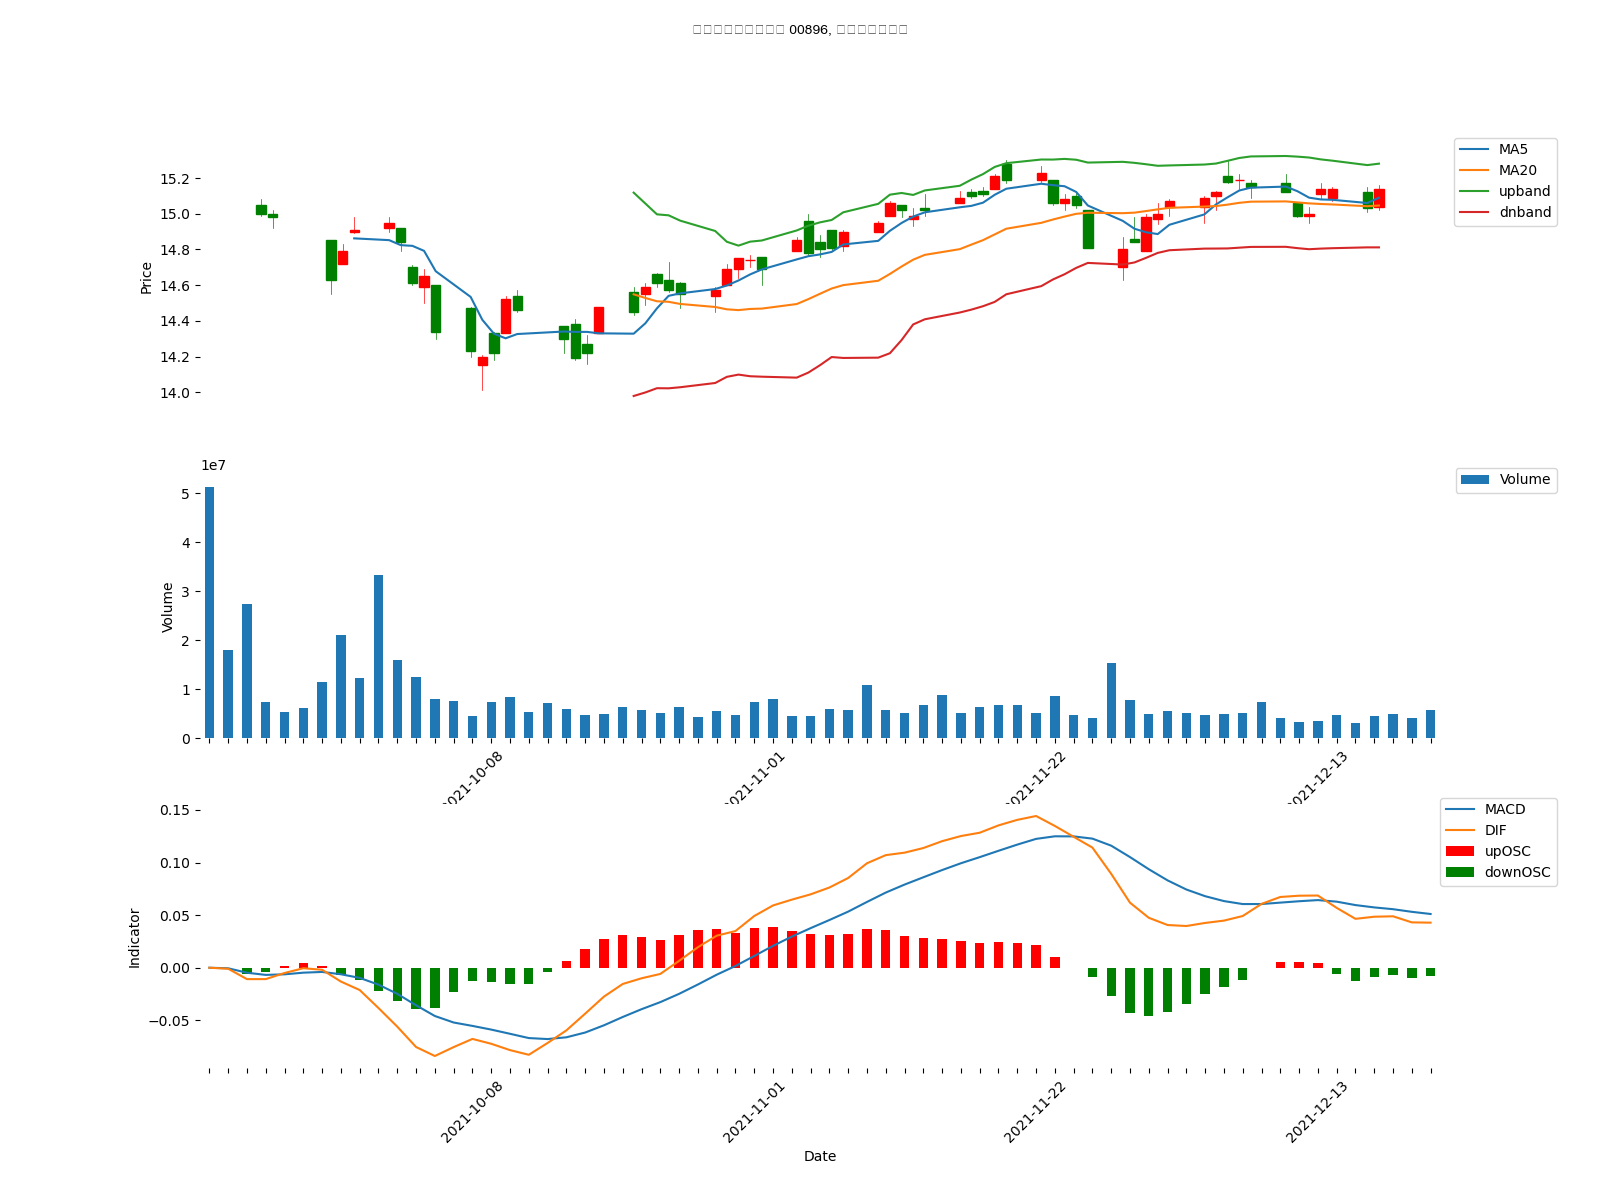 00896,
MA5
MA20
upband
dnband
Price
15.2
15.0
14.8
14.6
14.4
14.2
14.0
1e7
Volume
Volume
5
4
3
2
1
0
2021-10-08
2021-11-01
2021-11-22
2021-12-13
MACD
DIF
upOSC
downOSC
Indicator
0.15
0.10
0.05
0.00
−0.05
2021-10-08
2021-11-01
2021-11-22
2021-12-13
Date